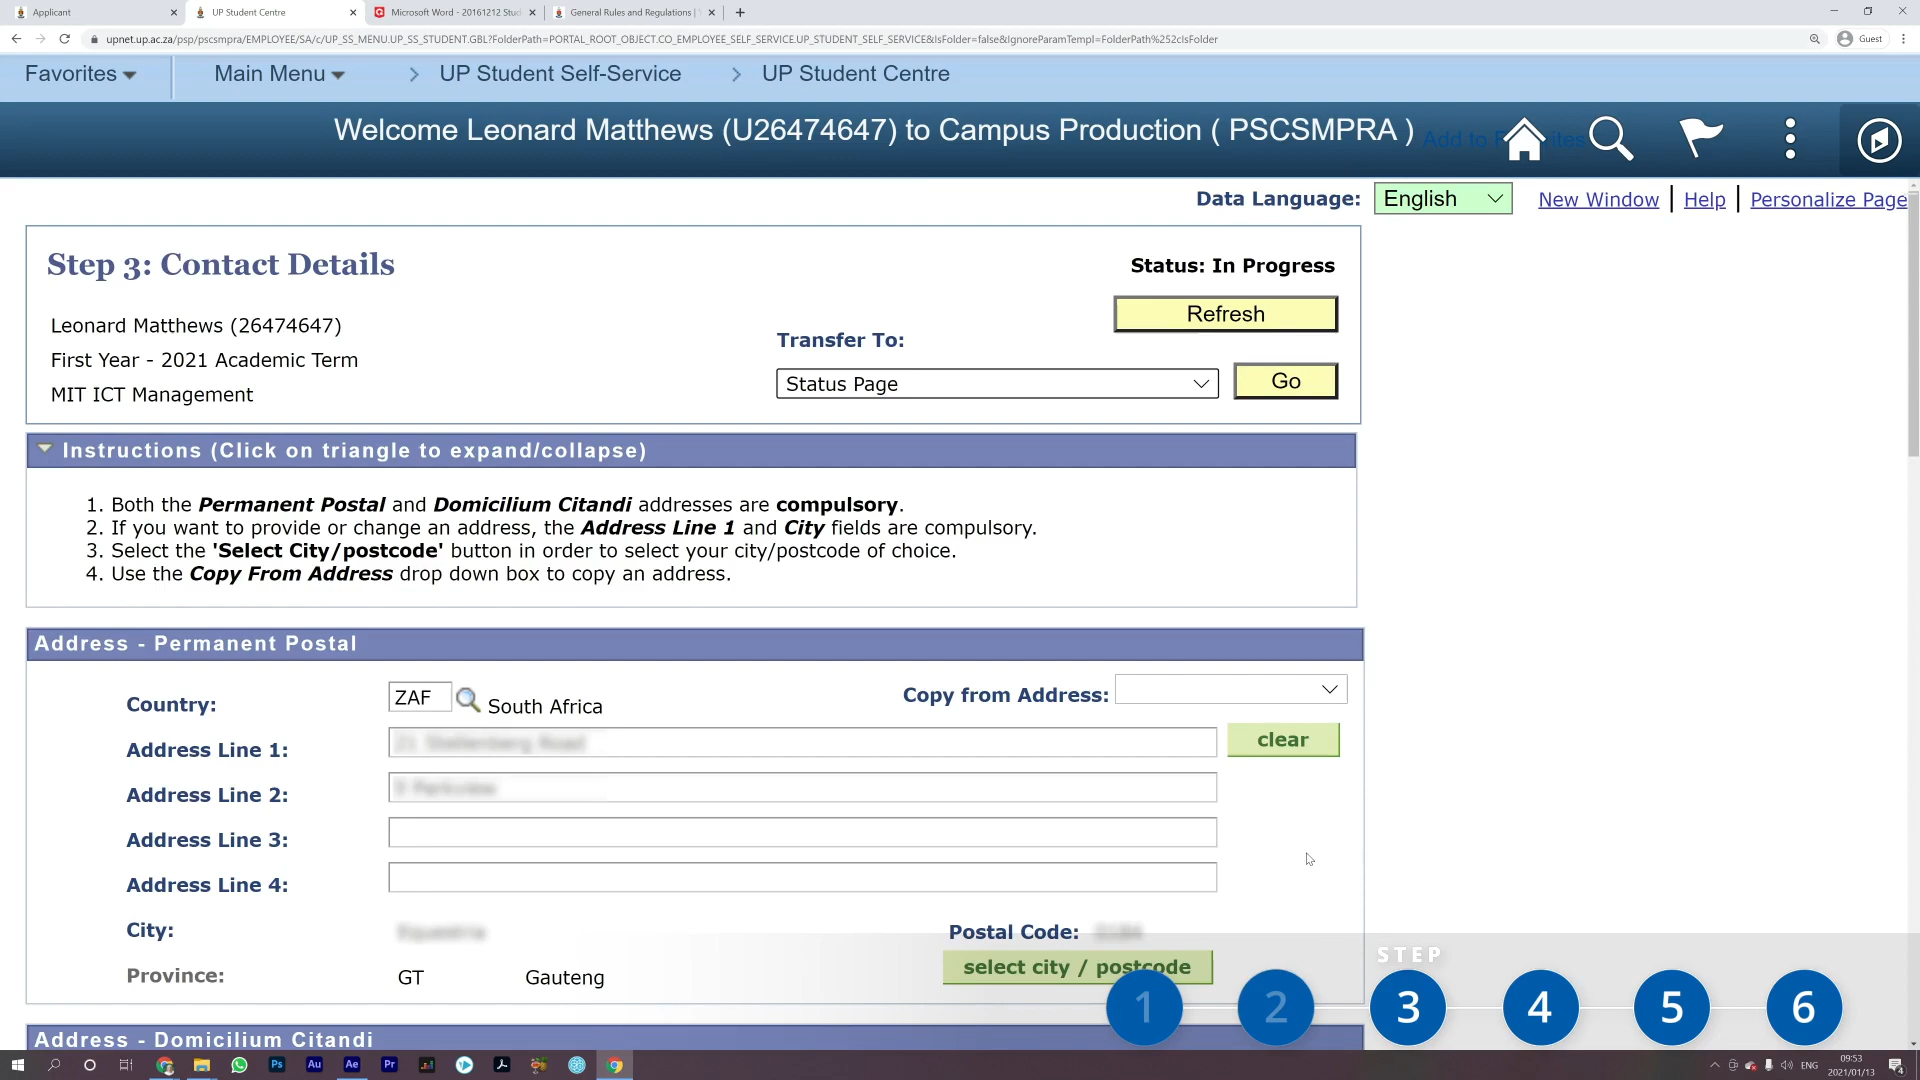 Applicant
UP Student Centre
Microsoft Word - 20161212 Stud
General Rules and Regulations |
upnet.up.ac.za/psp/pscsmpra/EMPLOYEE/SA/c/UP_SS_MENU.UP_SS_STUDENT.GBL?FolderPath=PORTAL_ROOT_OBJECT.CO_EMPLOYEE_SELF_SERVICE.UP_STUDENT_SELF_SERVICE&IsFolder=false&IgnoreParamTempl=FolderPath%252cIsFolder
Guest
Favorites
Main Menu
UP Student Self-Service
UP Student Centre
Welcome Leonard Matthews (U26474647) to Campus Production ( PSCSMPRA )
Add to
Data Language:
English
New Window
Help
Personalize Page
Step 3: Contact Details
Status: In Progress
Refresh
Leonard Matthews (26474647)
Transfer To:
First Year - 2021 Academic Term
Status Page
Go
MIT ICT Management
Instructions (Click on triangle to expand/collapse)
1. Both the Permanent Postal and Domicilium Citandi addresses are compulsory.
2. If you want to provide or change an address, the Address Line 1 and City fields are compulsory.
3. Select the 'Select City/postcode' button in order to select your city/postcode of choice.
4. Use the Copy From Address drop down box to copy an address.
Address - Permanent Postal
Country:
ZAF
South Africa
Copy from Address:
Address Line 1:
clear
Address Line 2:
Address Line 3:
Address Line 4:
City:
Postal Code:
Province:
GT
Gauteng
select city / postcode
STEP
1
2
3
4
5
6
Address - Domicilium Citandi
Ps
Au
Ae
Pr
ENG
09:53
2021/01/13
4